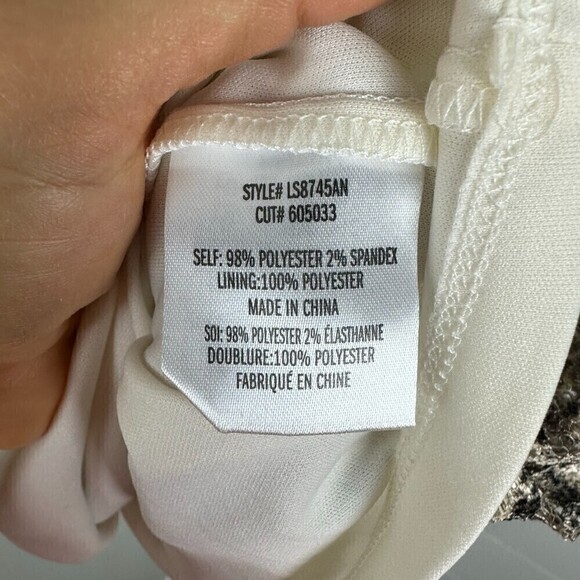 STYLE# LS8745AN
CUT# 605033
SELF: 98% POLYESTER 2% SPANDEX
LINING:100% POLYESTER
MADE IN CHINA
SOI: 98% POLYESTER 2% ÉLASTHANNE
DOUBLURE:100% POLYESTER
FABRIQUÉ EN CHINE